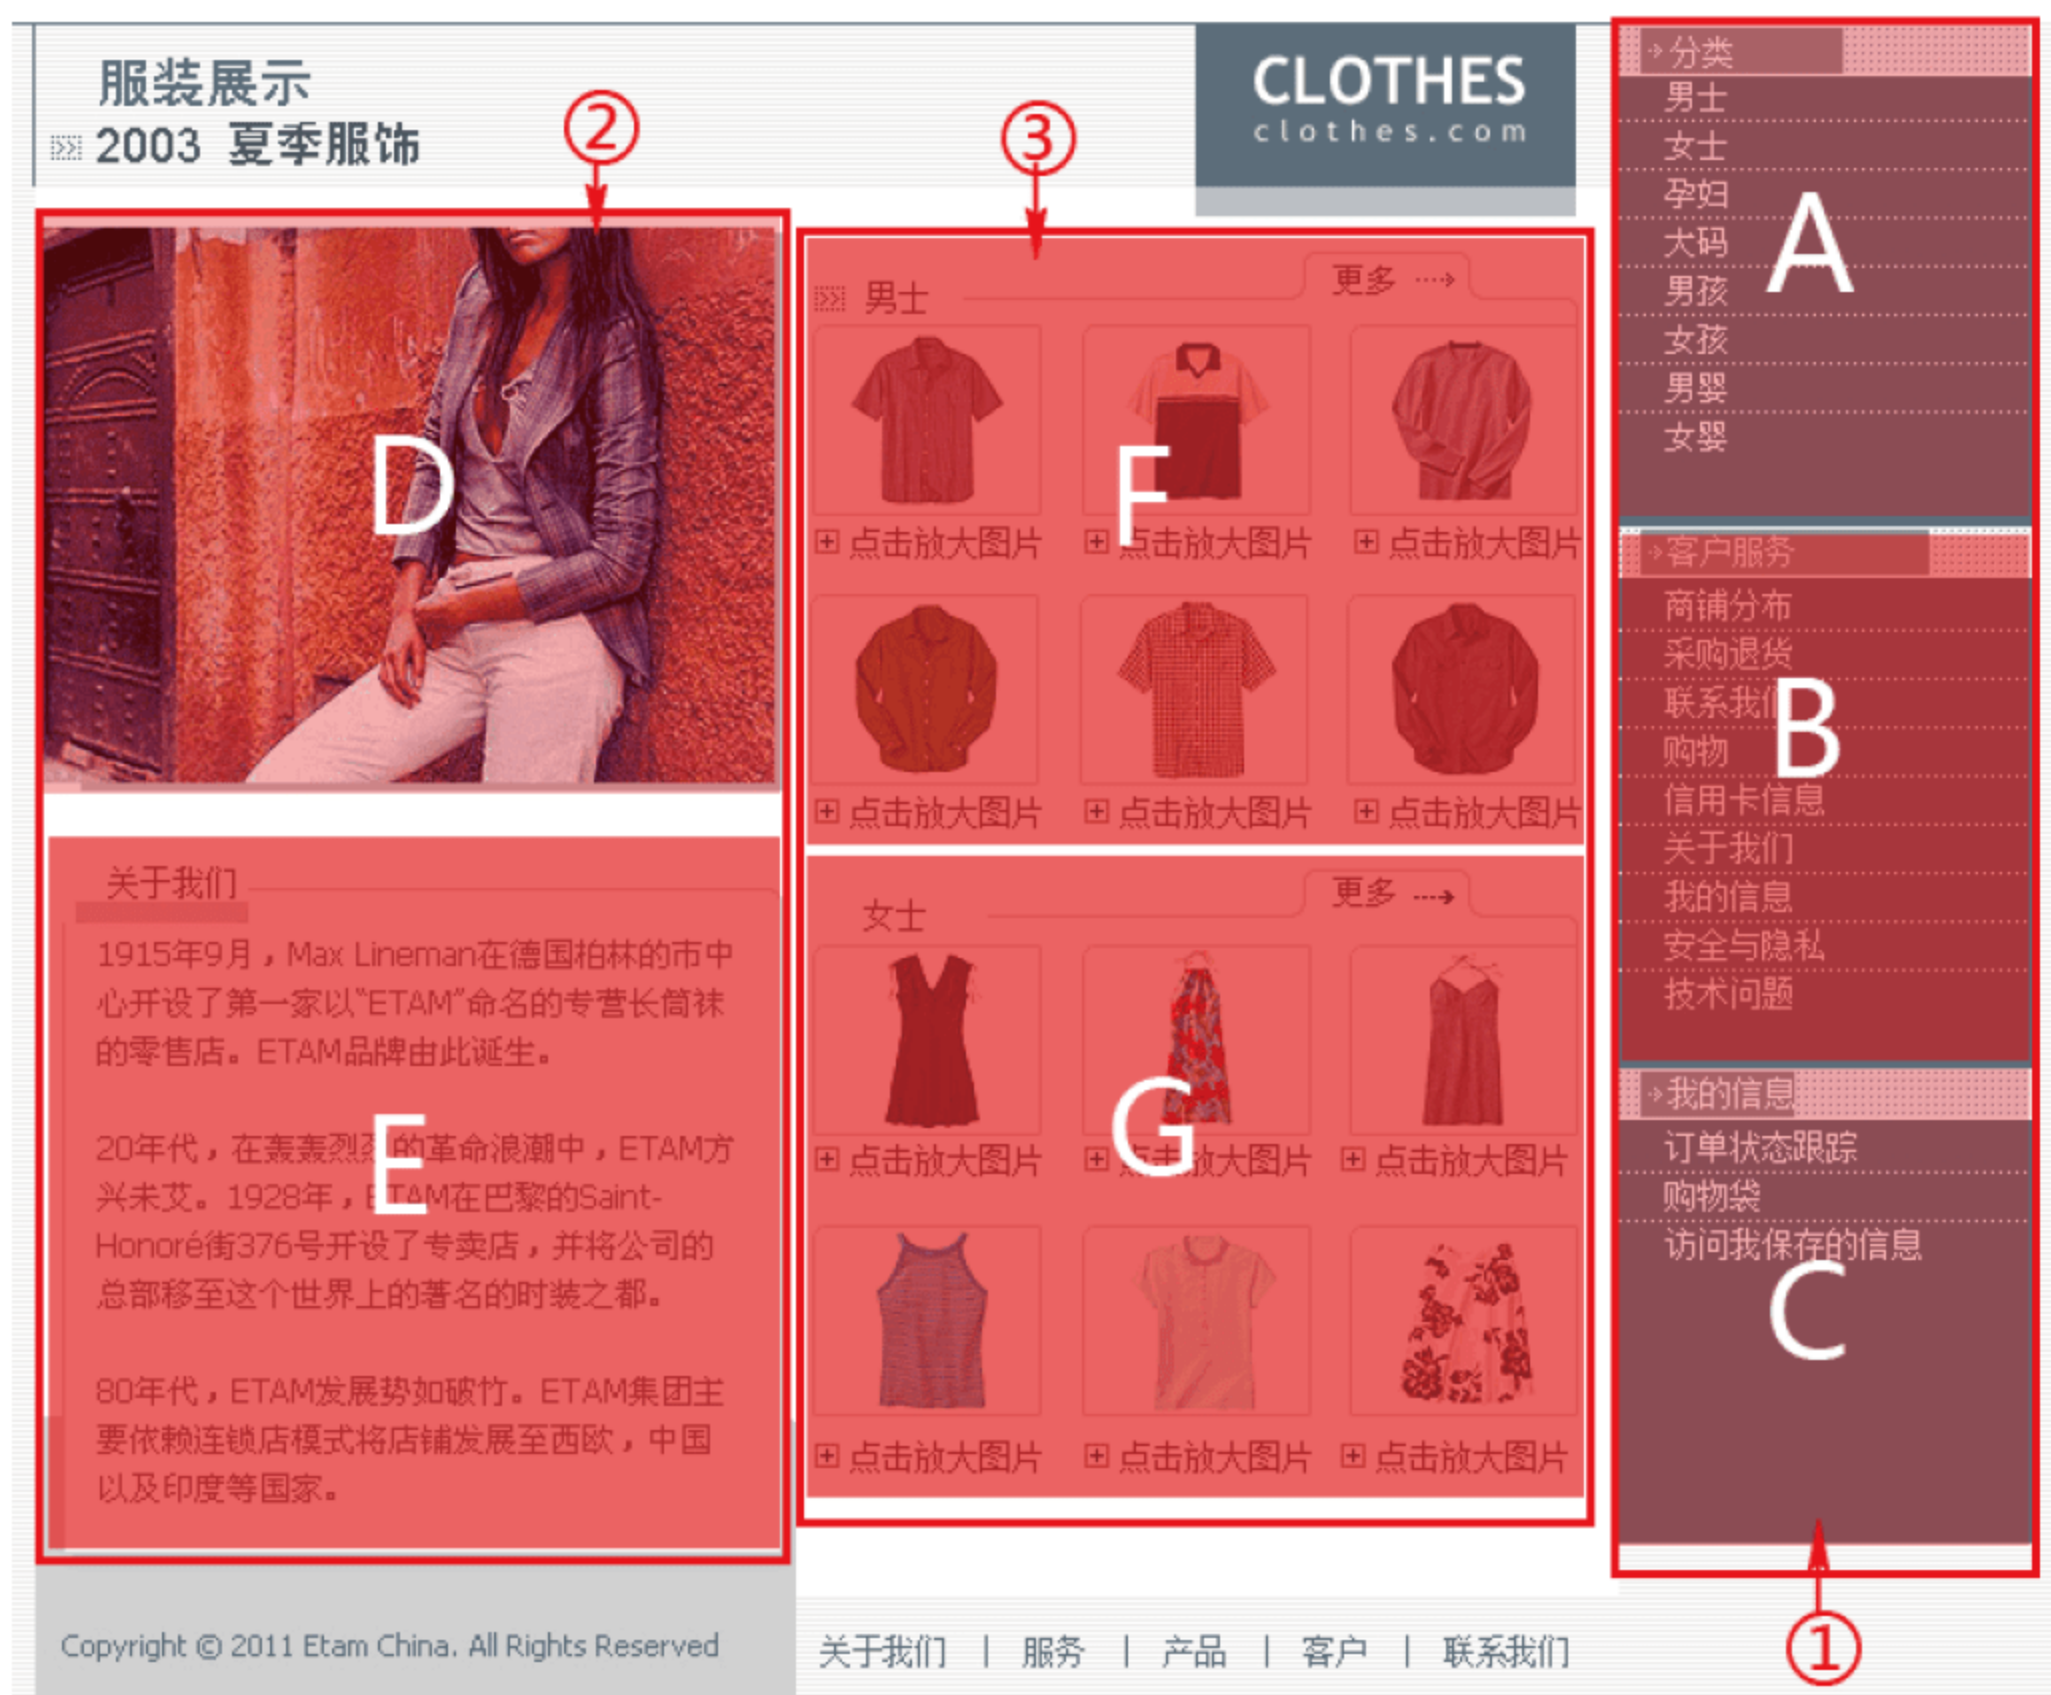 服装展示
2003 夏季服饰
②
③
CLOTHES
clothes.com
D
关于我们
1915年9月，Max Lineman在德国柏林的市中
心开设了第一家以"ETAM"命名的专营长筒袜
的零售店。ETAM品牌由此诞生。
20年代，在轰轰烈烈的革命浪潮中，ETAM方
兴未艾。1928年，ETAM在巴黎的Saint-
Honoré街376号开设了专卖店，并将公司的
总部移至这个世界上的著名的时装之都。
E
80年代，ETAM发展势如破竹。ETAM集团主
要依赖连锁店模式将店铺发展至西欧，中国
以及印度等国家。
男士
更多
F
点击放大图片 点击放大图片 点击放大图片
点击放大图片 点击放大图片 点击放大图片
女士
更多
G
点击放大图片 点击放大图片 点击放大图片
点击放大图片 点击放大图片 点击放大图片
分类
男士
女士
孕妇
大码
男孩
女孩
男婴
女婴
A
客户服务
商铺分布
采购退货
联系我们
购物
信用卡信息
关于我们
我的信息
安全与隐私
技术问题
B
我的信息
订单状态跟踪
购物袋
访问我保存的信息
C
①
Copyright © 2011 Etam China. All Rights Reserved
关于我们 | 服务 | 产品 | 客户 | 联系我们